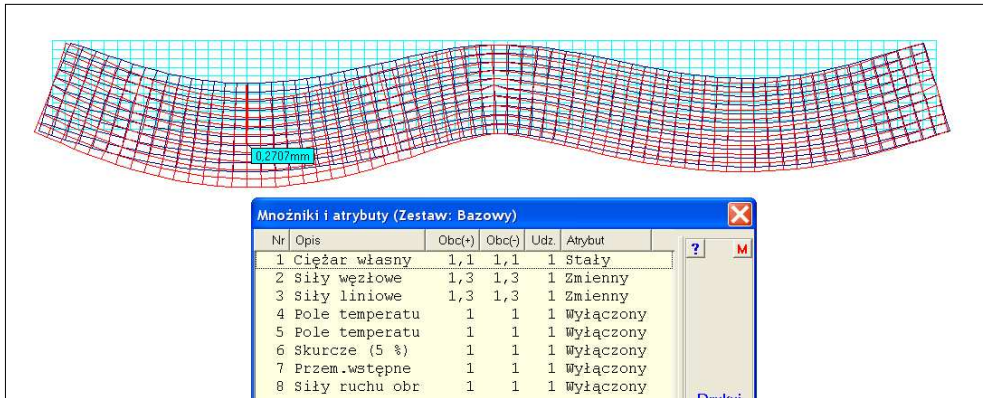 0,2707mm
Mnożniki i atrybuty (Zestaw: Bazowy)
Nr Opis Obc(+) Obc(-) Udz. Atrybut
? M
1 Ciężar własny 1,1 1,1 1 Stały
2 Siły węzłowe 1,3 1,3 1 Zmienny
3 Siły liniowe 1,3 1,3 1 Zmienny
4 Pole temperatu 1 1 1 Wyłączony
5 Pole temperatu 1 1 1 Wyłączony
6 Skurcze (5 %) 1 1 1 Wyłączony
7 Przem.wstępne 1 1 1 Wyłączony
8 Siły ruchu obr 1 1 1 Wyłączony
Drukuj